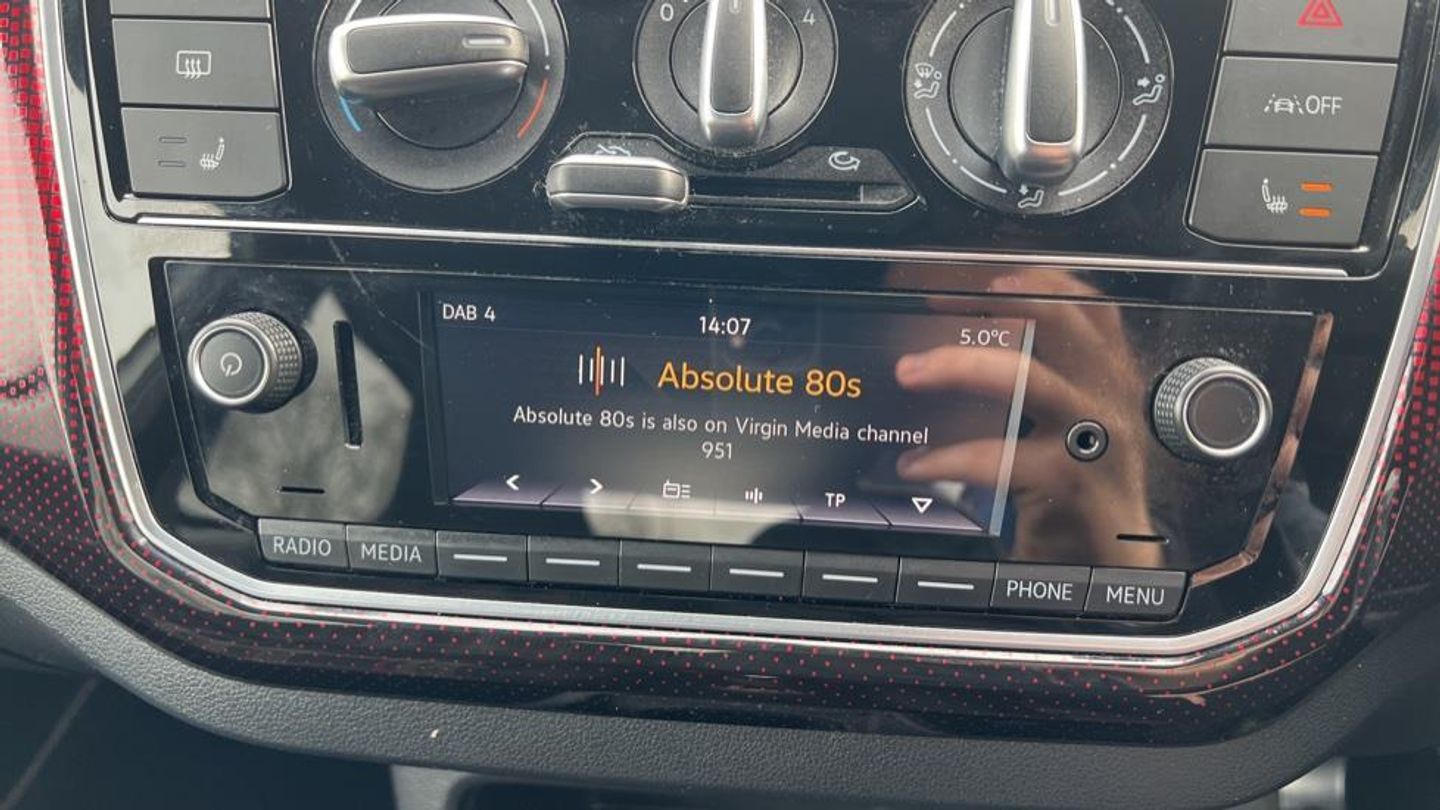 0 4
OFF
DAB 4
14:07
5.0°C
Absolute 80s
Absolute 80s is also on Virgin Media channel
951
TP
RADIO MEDIA PHONE MENU